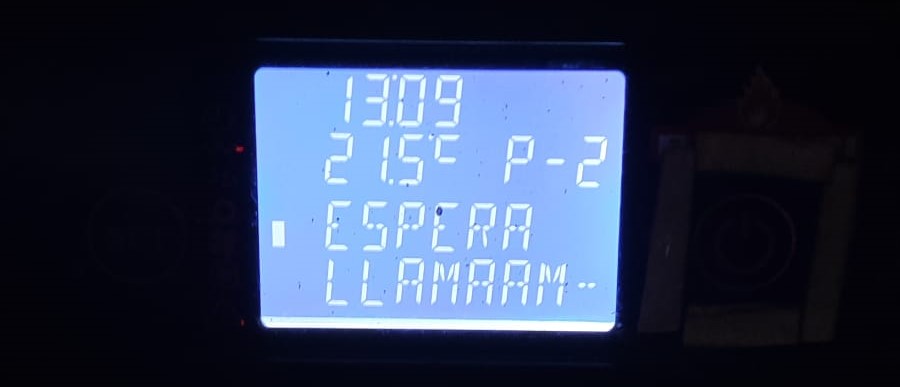 13:09
21.5°C P-2
ESPERA
LLAMAAM--